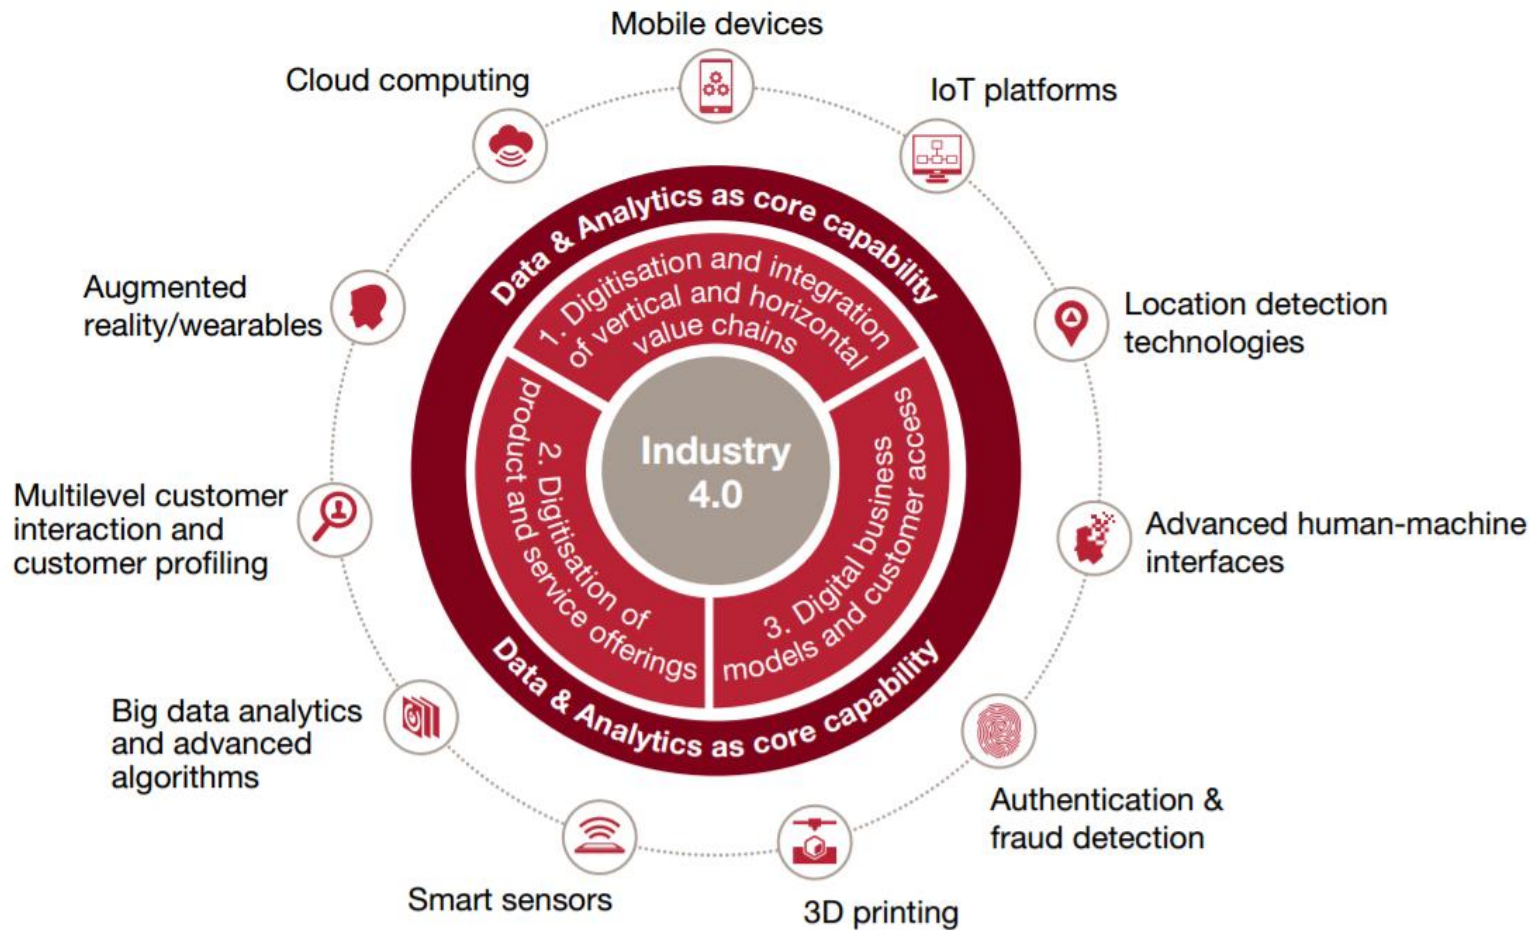 Mobile devices
Cloud computing
IoT platforms
Data & Analytics as core capability
1. Digitisation and integration
of vertical and horizontal
value chains
Augmented
reality/wearables
Location detection
technologies
Industry
4.0
2. Digitisation of
product and service offerings
3. Digital business
models and customer access
Multilevel customer
interaction and
customer profiling
Advanced human-machine
interfaces
Data & Analytics as core capability
Big data analytics
and advanced
algorithms
Authentication &
fraud detection
Smart sensors
3D printing